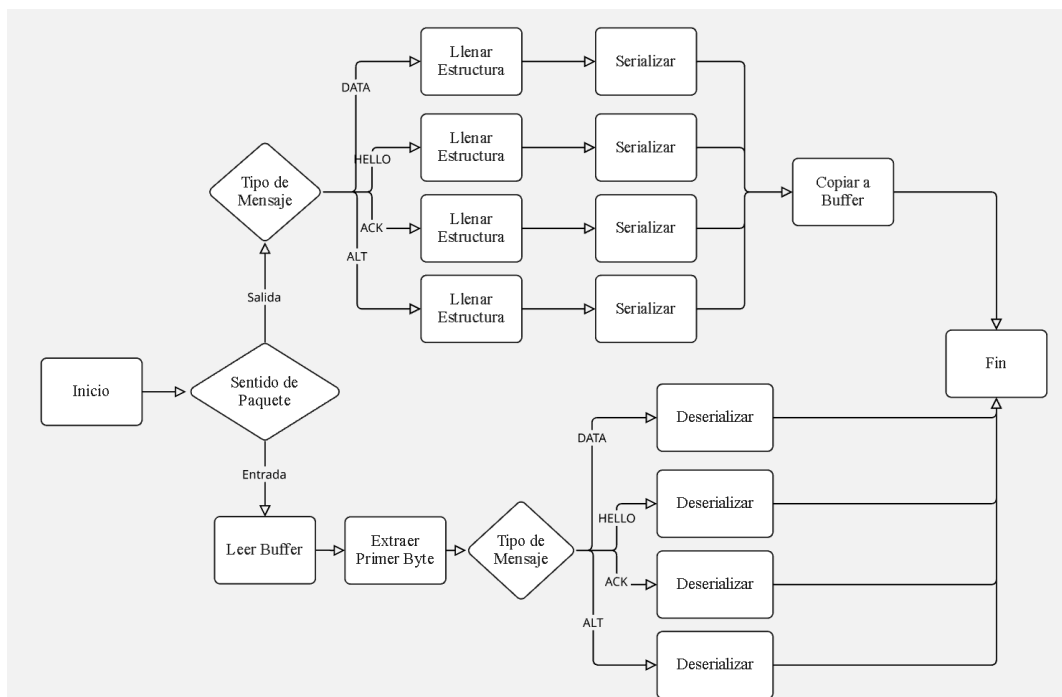 Inicio
Sentido de
Paquete
Salida
Tipo de
Mensaje
DATA
Llenar
Estructura
Serializar
HELLO
Llenar
Estructura
Serializar
ACK
Llenar
Estructura
Serializar
ALT
Llenar
Estructura
Serializar
Copiar a
Buffer
Fin
Entrada
Leer Buffer
Extraer
Primer Byte
Tipo de
Mensaje
DATA
Deserializar
HELLO
Deserializar
ACK
Deserializar
ALT
Deserializar